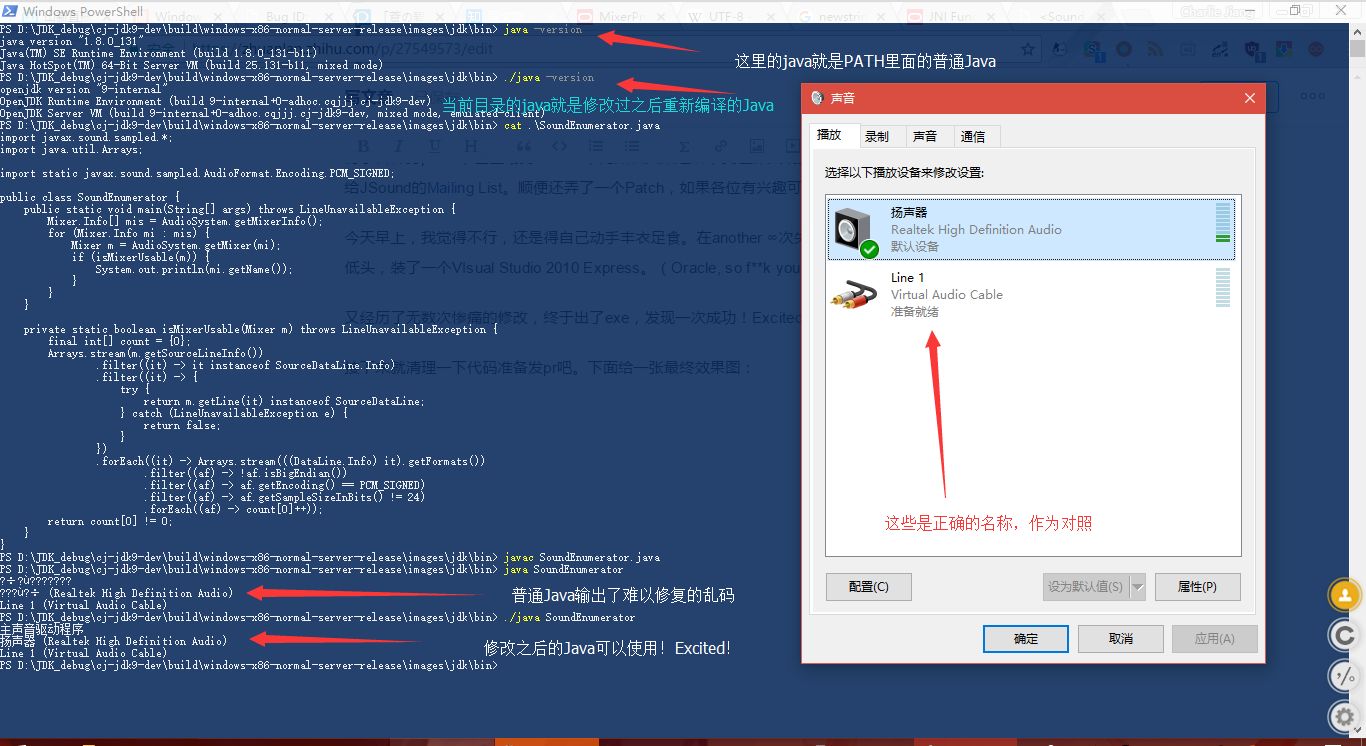 Windows PowerShell
PS D:\JDK_debug\cj-jdk9-dev\build\windows-x86-normal-server-release\images\jdk\bin> java -version
java version "1.8.0_131"
Java(TM) SE Runtime Environment (build 1.8.0_131-b11)
Java HotSpot(TM) 64-Bit Server VM (build 25.131-b11, mixed mode)
PS D:\JDK_debug\cj-jdk9-dev\build\windows-x86-normal-server-release\images\jdk\bin> ./java -version
openjdk version "9-internal"
OpenJDK Runtime Environment (build 9-internal+0-adhoc.cqjjj.cj-jdk9-dev)
OpenJDK Server VM (build 9-internal+0-adhoc.cqjjj.cj-jdk9-dev, mixed mode, emulated-client)
PS D:\JDK_debug\cj-jdk9-dev\build\windows-x86-normal-server-release\images\jdk\bin> cat .\SoundEnumerator.java
import javax.sound.sampled.*;
import java.util.Arrays;
import static javax.sound.sampled.AudioFormat.Encoding.PCM_SIGNED;
public class SoundEnumerator {
public static void main(String[] args) throws LineUnavailableException {
Mixer.Info[] mis = AudioSystem.getMixerInfo();
for (Mixer.Info mi : mis) {
Mixer m = AudioSystem.getMixer(mi);
if (isMixerUsable(m)) {
System.out.println(mi.getName());
}
}
}
private static boolean isMixerUsable(Mixer m) throws LineUnavailableException {
final int[] count = {0};
Arrays.stream(m.getSourceLineInfo())
.filter((it) -> it instanceof SourceDataLine.Info)
.filter((it) -> {
try {
return m.getLine(it) instanceof SourceDataLine;
} catch (LineUnavailableException e) {
return false;
}
})
.forEach((it) -> Arrays.stream(((DataLine.Info) it).getFormats())
.filter((af) -> !af.isBigEndian())
.filter((af) -> af.getEncoding() == PCM_SIGNED)
.filter((af) -> af.getSampleSizeInBits() != 24)
.forEach((af) -> count[0]++));
return count[0] != 0;
}
}
PS D:\JDK_debug\cj-jdk9-dev\build\windows-x86-normal-server-release\images\jdk\bin> javac SoundEnumerator.java
PS D:\JDK_debug\cj-jdk9-dev\build\windows-x86-normal-server-release\images\jdk\bin> java SoundEnumerator
?÷?ù???????
???ù?÷ (Realtek High Definition Audio)
Line 1 (Virtual Audio Cable)
PS D:\JDK_debug\cj-jdk9-dev\build\windows-x86-normal-server-release\images\jdk\bin> ./java SoundEnumerator
主声音驱动程序
扬声器 (Realtek High Definition Audio)
Line 1 (Virtual Audio Cable)
PS D:\JDK_debug\cj-jdk9-dev\build\windows-x86-normal-server-release\images\jdk\bin>
这里的java就是PATH里面的普通Java
当前目录的java就是修改过之后重新编译的Java
给JSound的Mailing List。顺便还弄了一个Patch，如果各位有兴趣可
今天早上，我觉得不行，还是得自己动手丰衣足食。在another ∞次失
低头，装了一个VIsual Studio 2010 Express。（Oracle, so f**k you
又经历了无数次惨痛的修改，终于出了exe，发现一次成功！Excited
就清理一下代码准备发pr吧。下面给一张最终效果图：
普通Java输出了难以修复的乱码
修改之后的Java可以使用！Excited！
声音
播放
录制
声音
通信
选择以下播放设备来修改设置:
扬声器
Realtek High Definition Audio
默认设备
Line 1
Virtual Audio Cable
准备就绪
这些是正确的名称，作为对照
配置(C)
设为默认值(S)
属性(P)
确定
取消
应用(A)